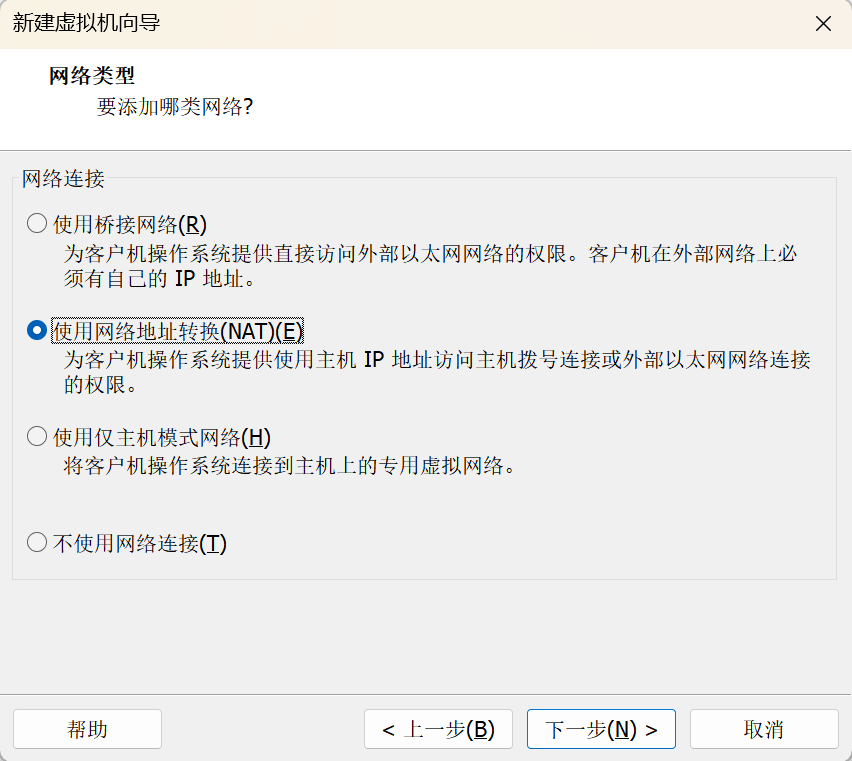 新建虚拟机向导
网络类型
要添加哪类网络?
网络连接
使用桥接网络(R)
为客户机操作系统提供直接访问外部以太网网络的权限。客户机在外部网络上必
须有自己的 IP 地址。
使用网络地址转换(NAT)(E)
为客户机操作系统提供使用主机 IP 地址访问主机拨号连接或外部以太网网络连接
的权限。
使用仅主机模式网络(H)
将客户机操作系统连接到主机上的专用虚拟网络。
不使用网络连接(T)
帮助
< 上一步(B)
下一步(N) >
取消